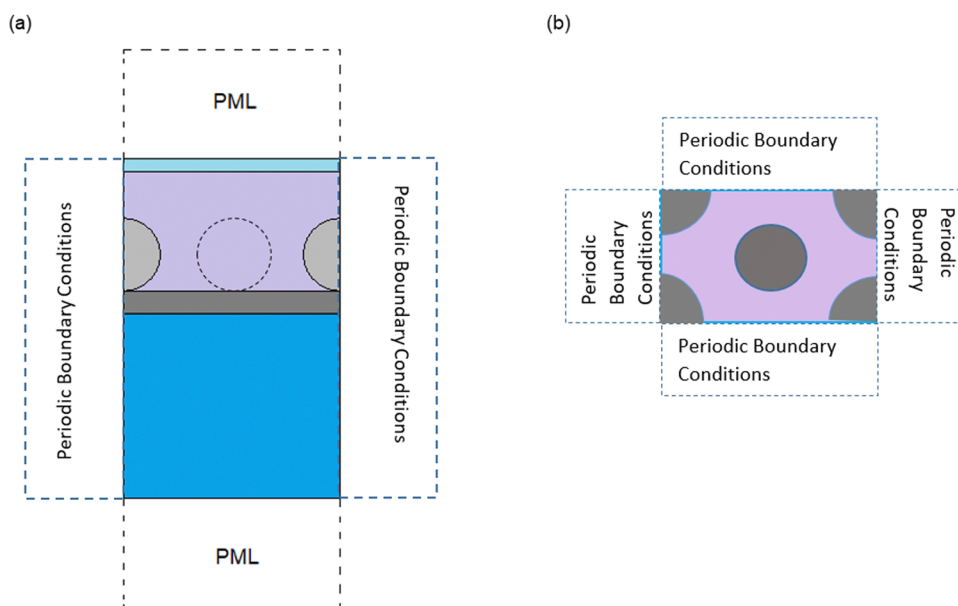 (a)
PML
Periodic Boundary Conditions
Periodic Boundary Conditions
PML
(b)
Periodic Boundary
Conditions
Periodic
Boundary
Conditions
Periodic
Boundary
Conditions
Periodic Boundary
Conditions